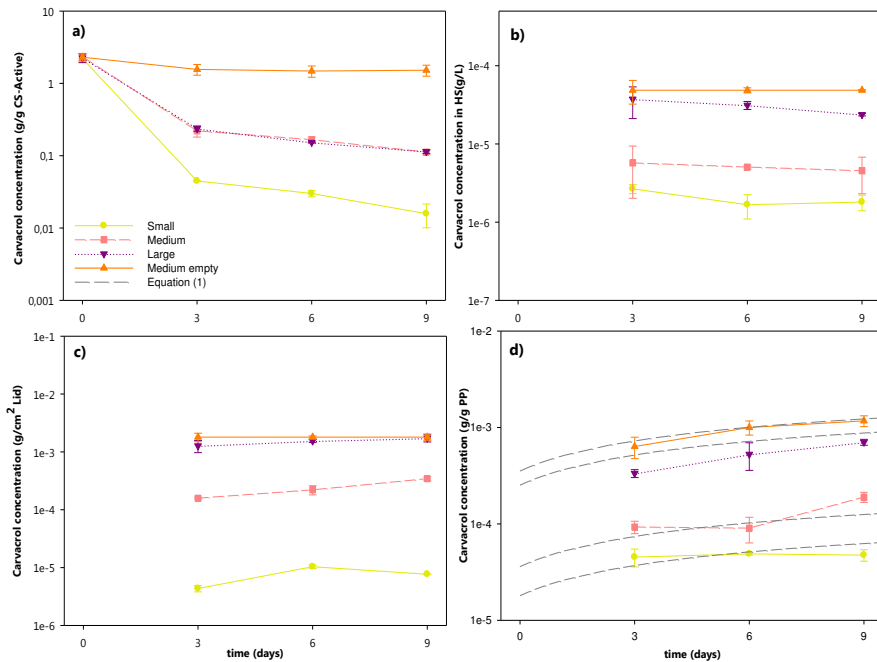 a)
Carvacrol concentration (g/g CS-Active)
10
1
0,1
0,01
0,001
Small
Medium
Large
Medium empty
Equation (1)
0 3 6 9
b)
Carvacrol concentration in HS(g/L)
1e-4
1e-5
1e-6
1e-7
0 3 6 9
c)
Carvacrol concentration (g/cm2 Lid)
1e-1
1e-2
1e-3
1e-4
1e-5
1e-6
0 3 6 9
time (days)
d)
Carvacrol concentration (g/g PP)
1e-2
1e-3
1e-4
1e-5
0 3 6 9
time (days)